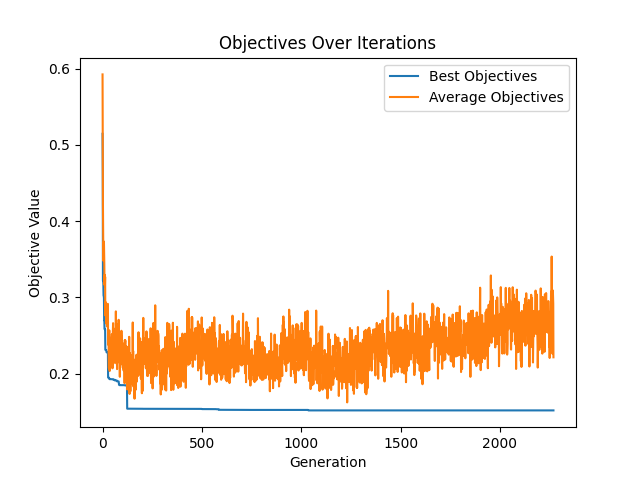 Objectives Over Iterations
Best Objectives
Average Objectives
0.6
0.5
0.4
0.3
0.2
Objective Value
0
500
1000
1500
2000
Generation